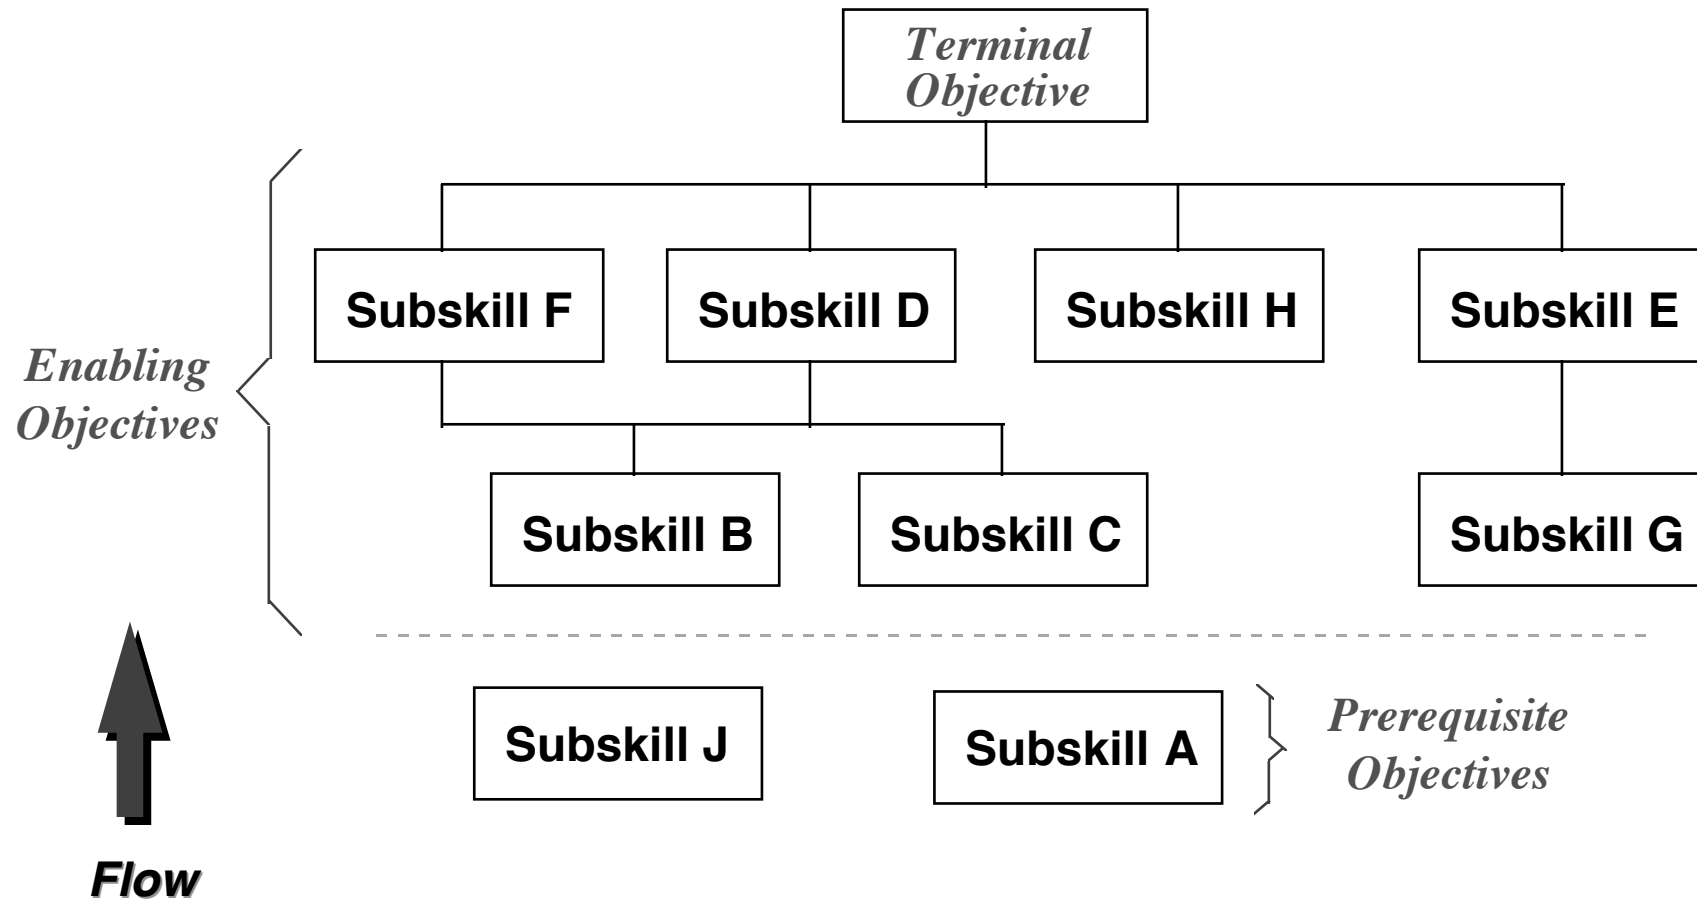 Terminal
Objective
Subskill F
Subskill D
Subskill H
Subskill E
Enabling
Objectives
Subskill B
Subskill C
Subskill G
Subskill J
Subskill A
Prerequisite
Objectives
Flow